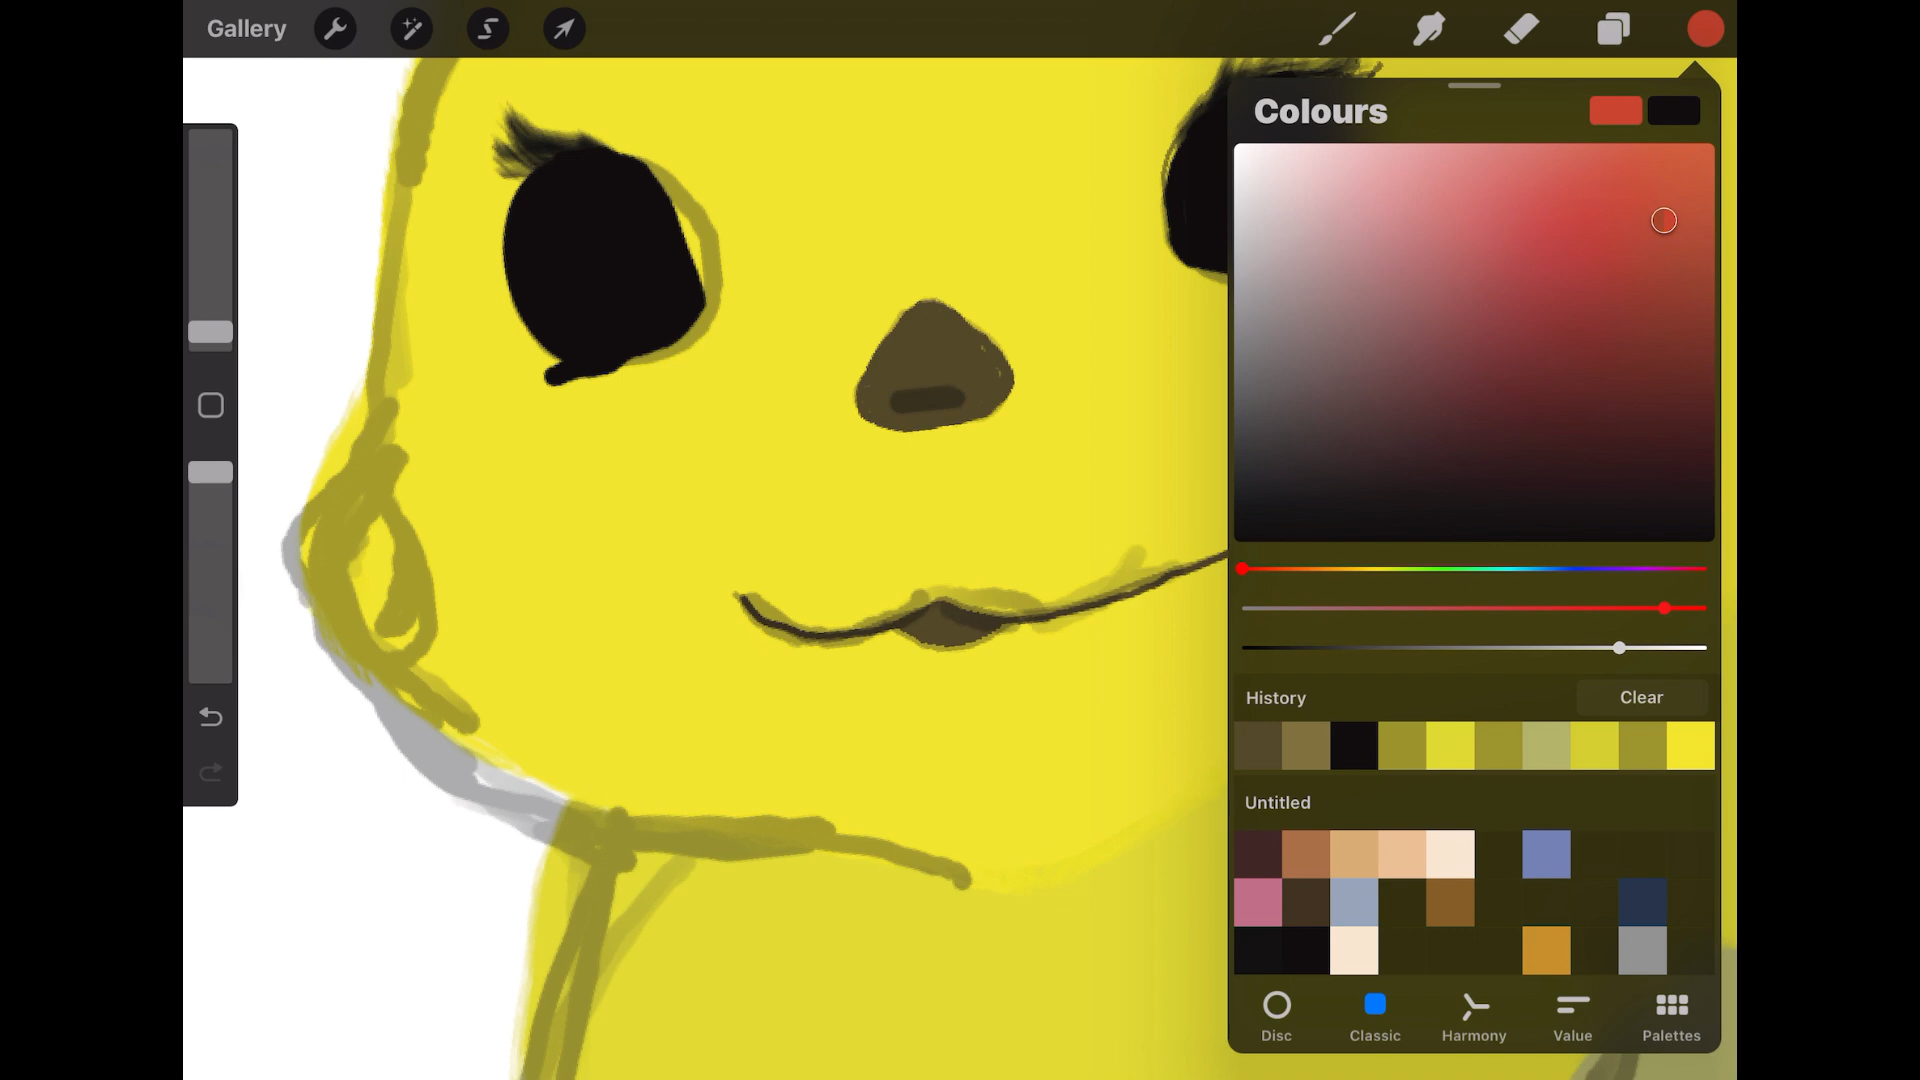 Gallery
Colours
History
Clear
Untitled
Disc
Classic
Harmony
Value
Palettes